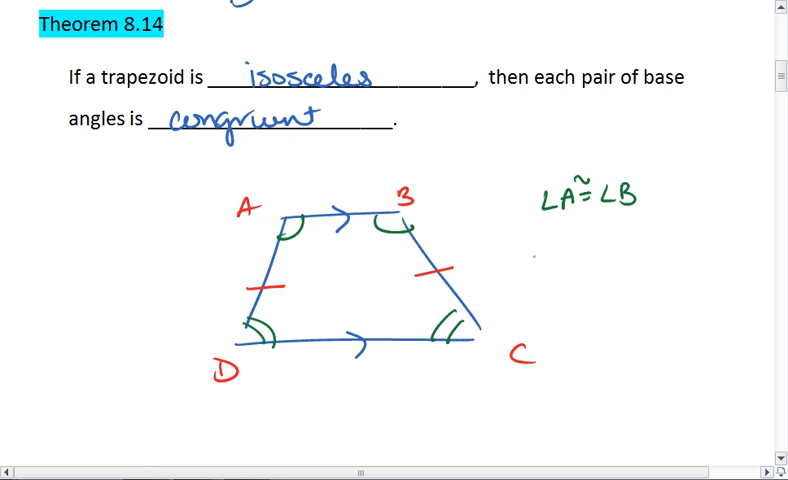 Theorem 8.14
If a trapezoid is isosceles, then each pair of base
angles is congruent.
A
B
∠A ≅ ∠B
D
C